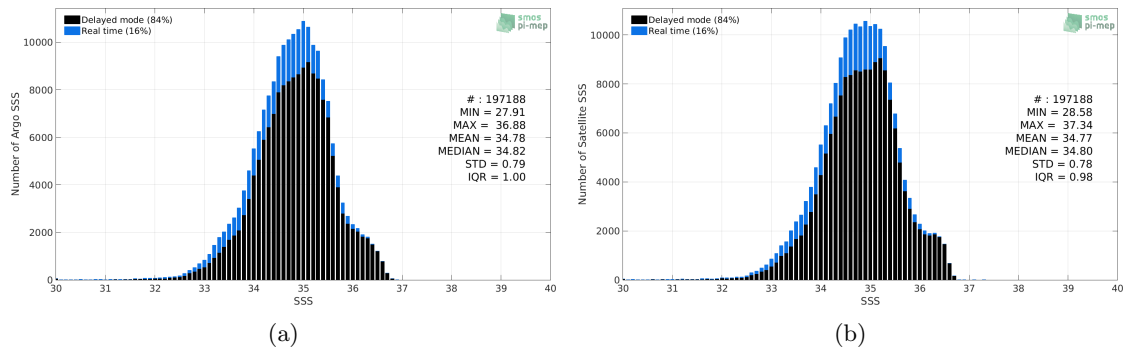 Delayed mode (84%)
Real time (16%)
smos
pi-mep
# : 197188
MIN = 27.91
MAX = 36.88
MEAN = 34.78
MEDIAN = 34.82
STD = 0.79
IQR = 1.00
Number of Argo SSS
10000
8000
6000
4000
2000
0
30 31 32 33 34 35 36 37 38 39 40
SSS
(a)
Delayed mode (84%)
Real time (16%)
smos
pi-mep
# : 197188
MIN = 28.58
MAX = 37.34
MEAN = 34.77
MEDIAN = 34.80
STD = 0.78
IQR = 0.98
Number of Satellite SSS
10000
8000
6000
4000
2000
0
30 31 32 33 34 35 36 37 38 39 40
SSS
(b)